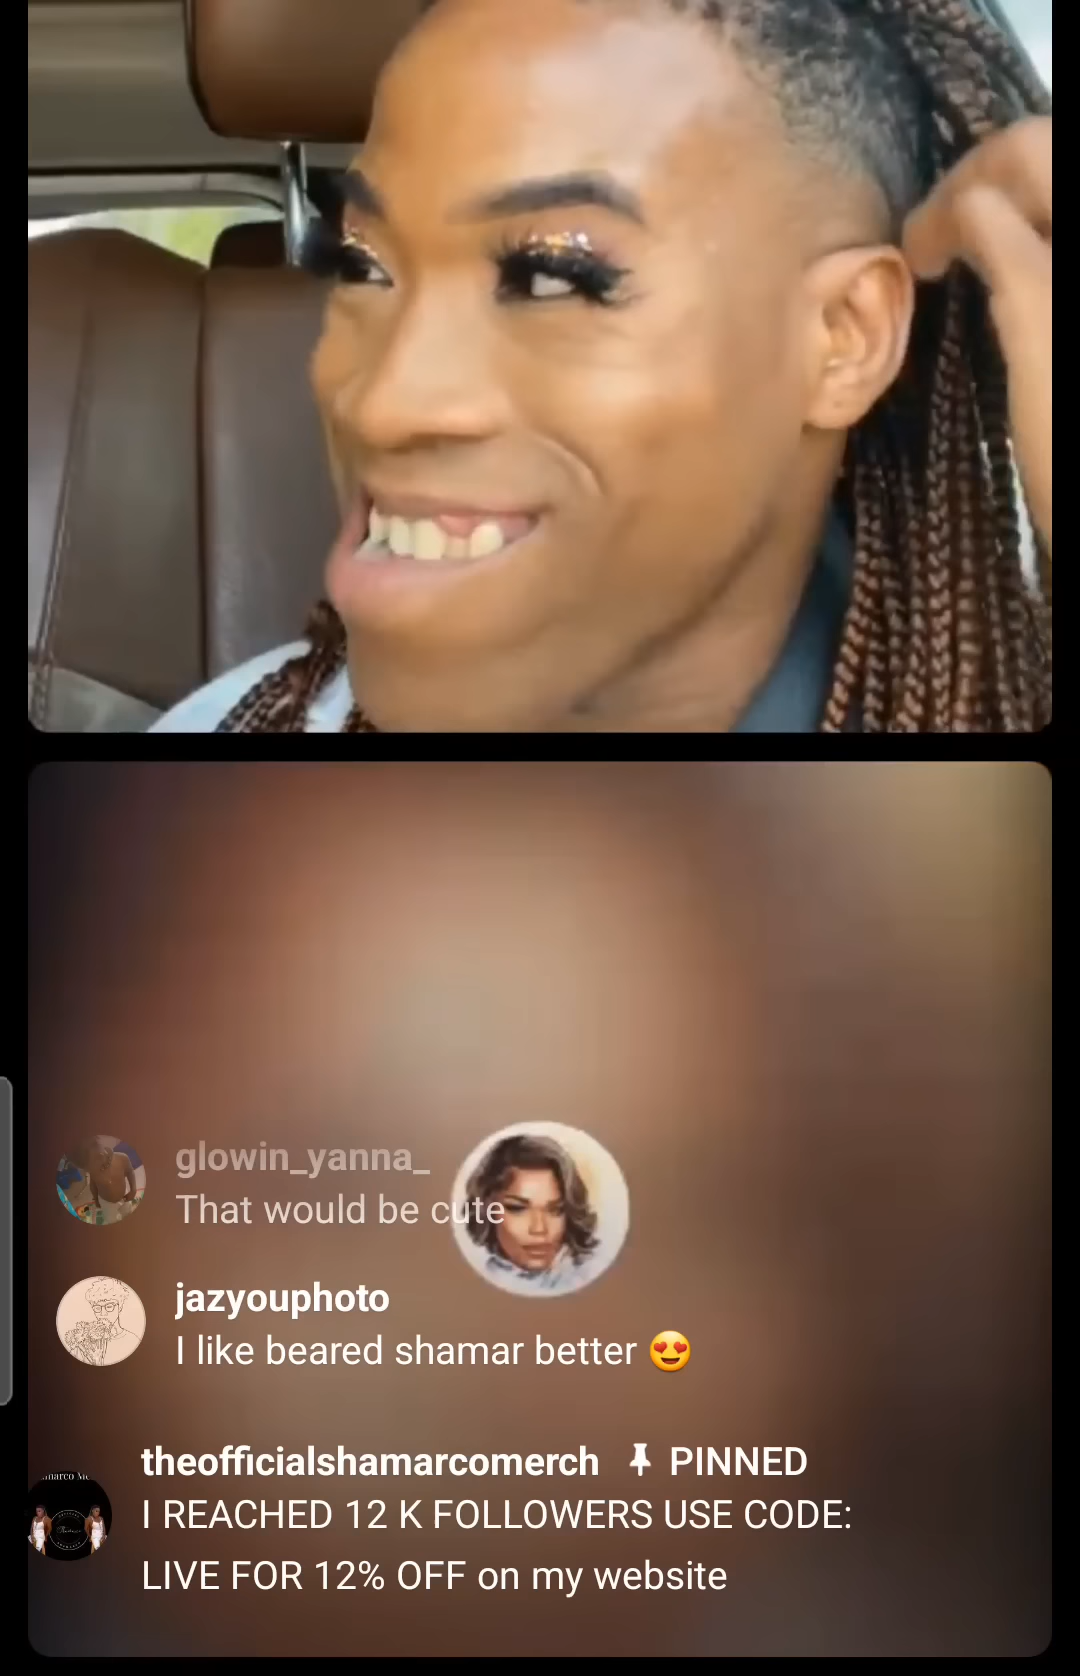 glowin_yanna_
That would be cute
jazyouphoto
I like beared shamar better 😍
theofficialshamarcomerch 📌 PINNED
I REACHED 12 K FOLLOWERS USE CODE:
LIVE FOR 12% OFF on my website